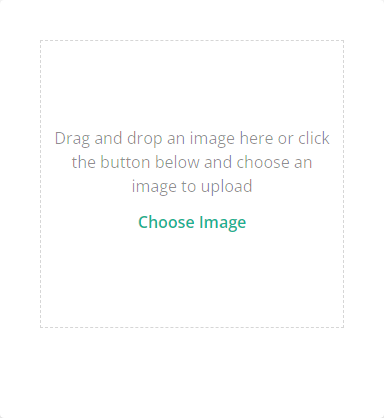 Drag and drop an image here or click
the button below and choose an
image to upload
Choose Image